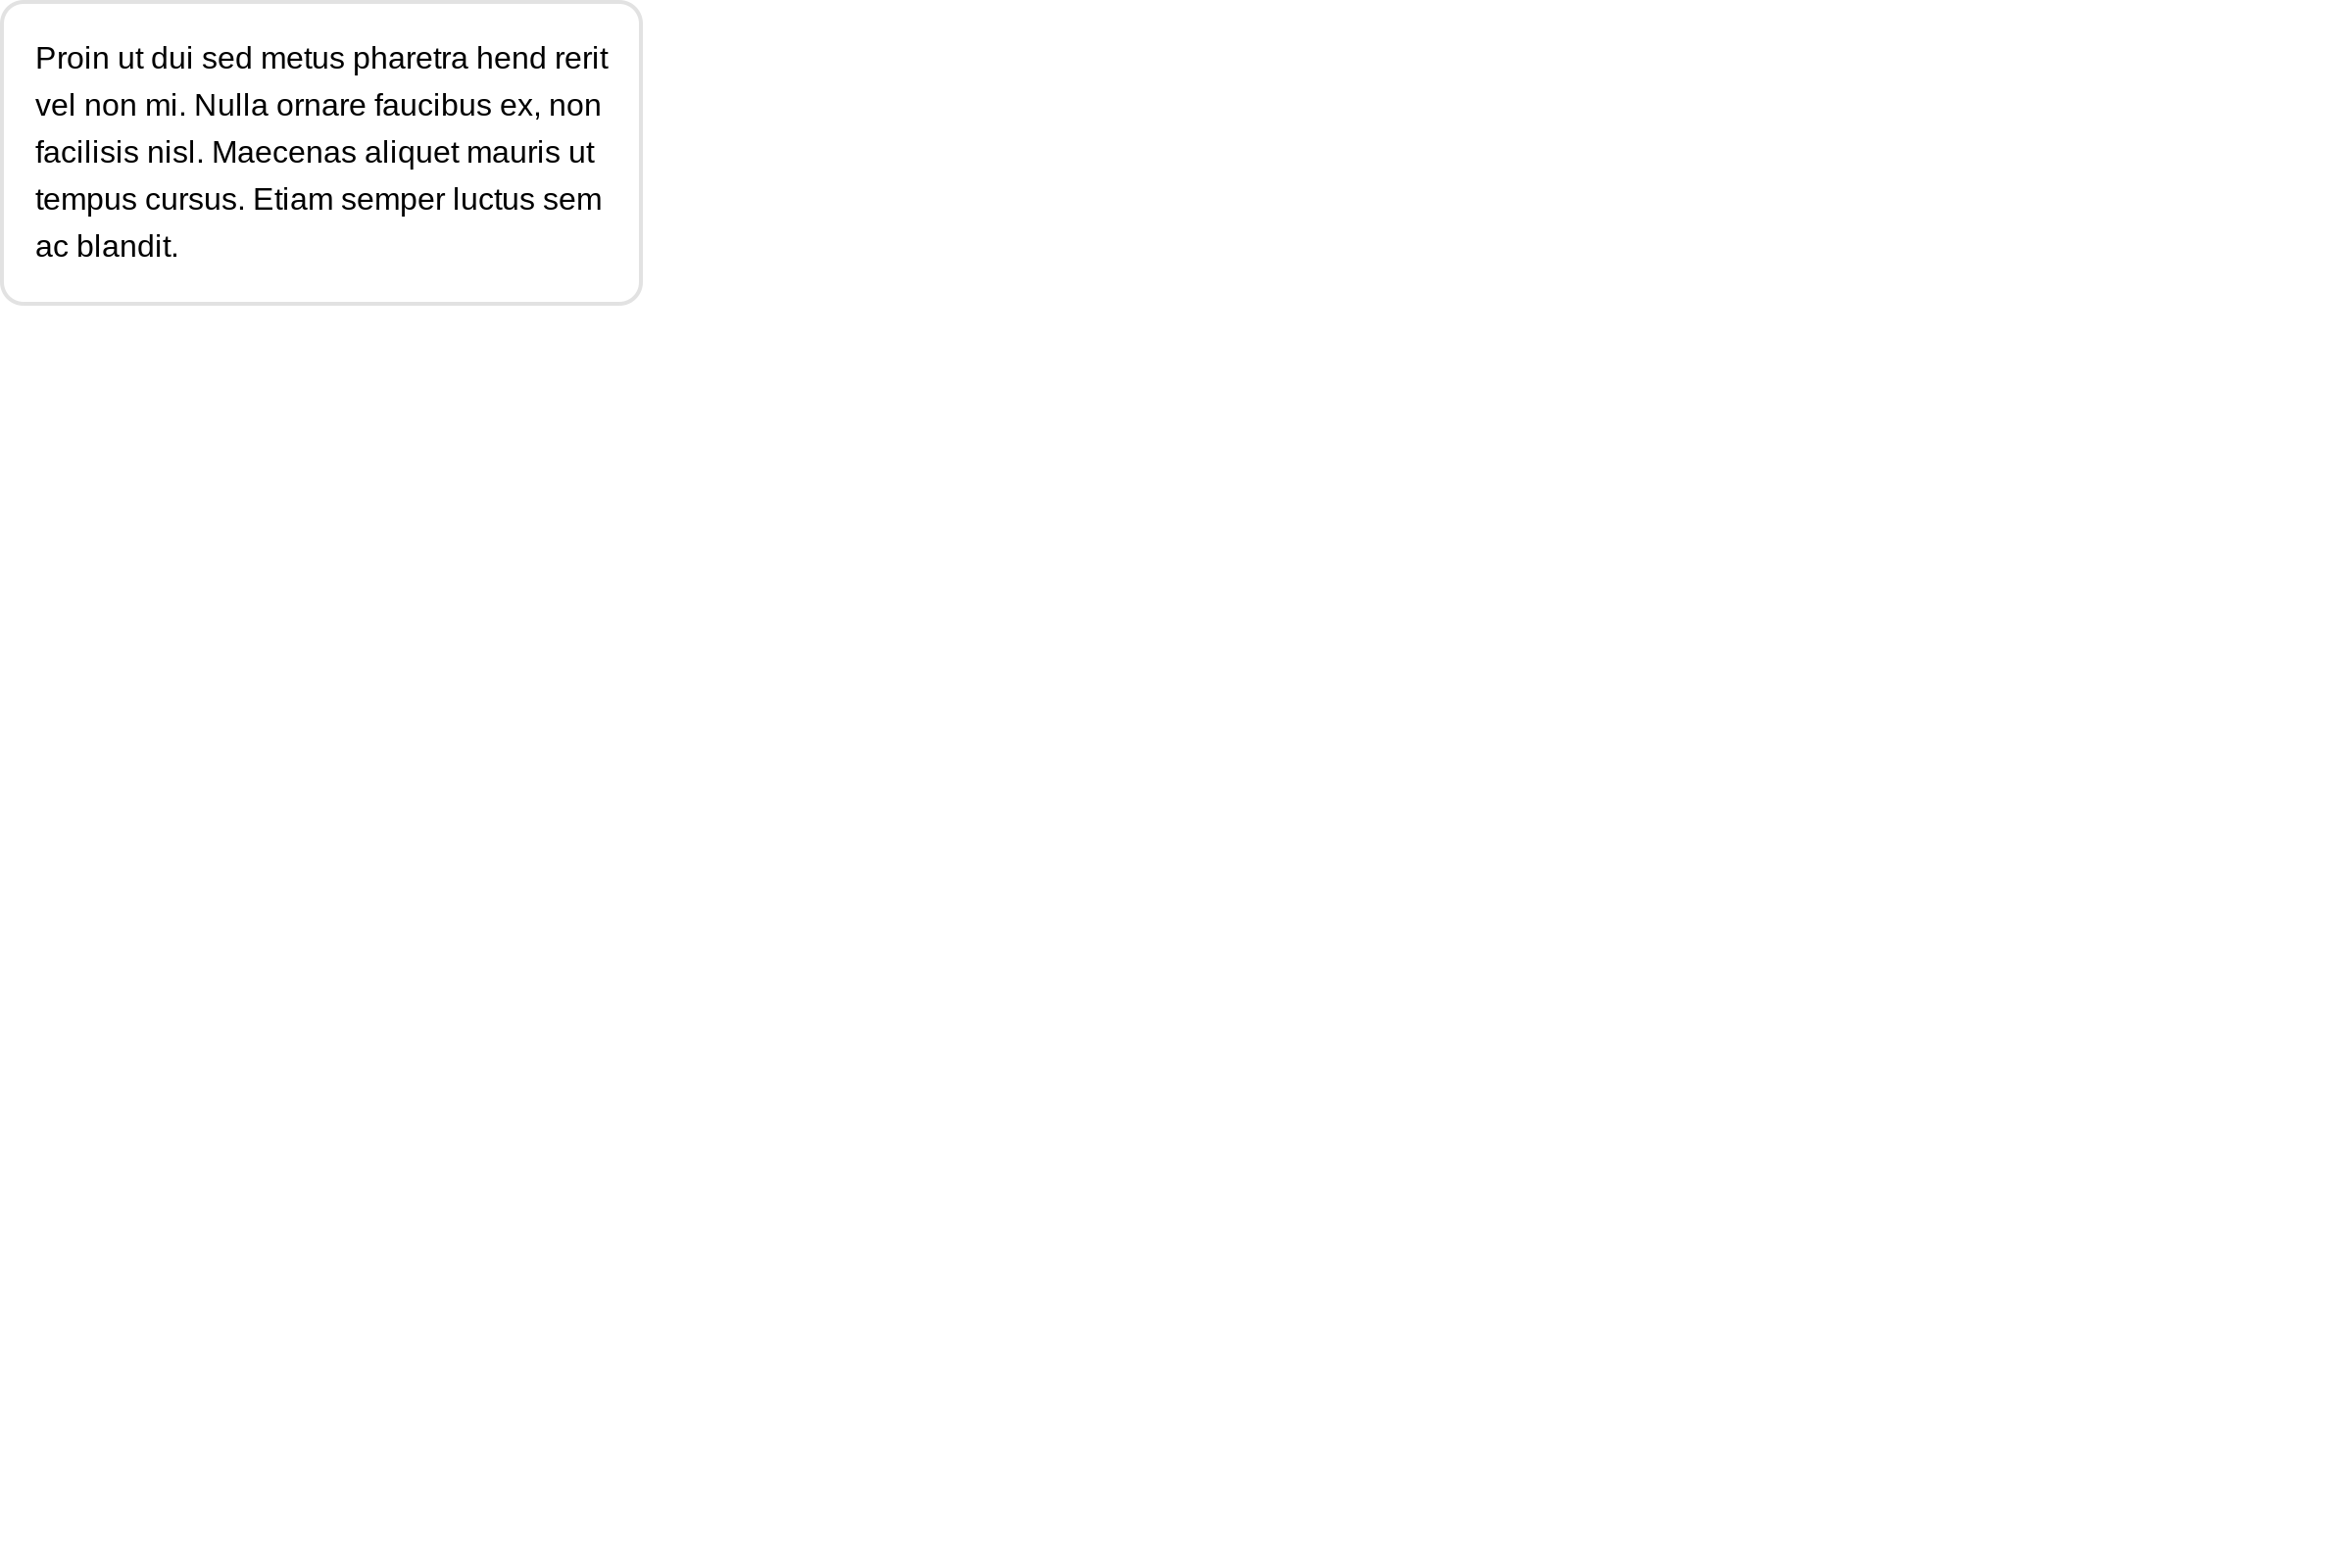 Proin ut dui sed metus pharetra hend rerit
vel non mi. Nulla ornare faucibus ex, non
facilisis nisl. Maecenas aliquet mauris ut
tempus cursus. Etiam semper luctus sem
ac blandit.